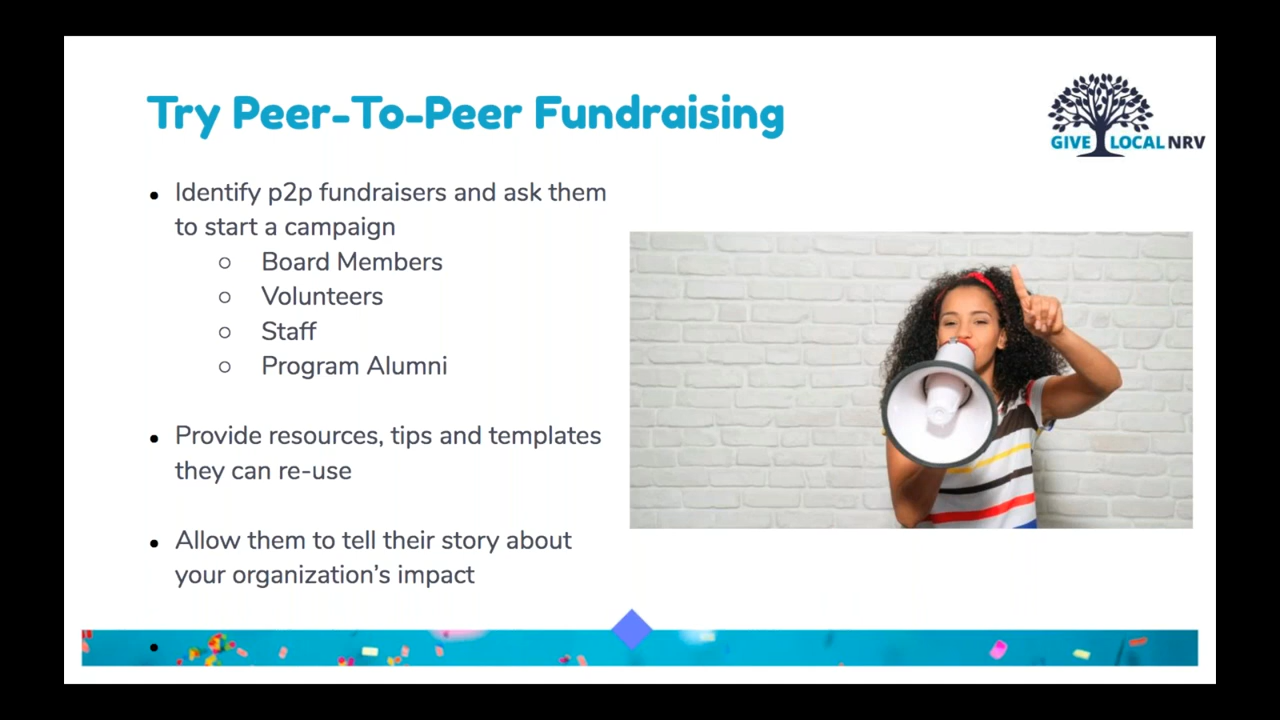 Try Peer-To-Peer Fundraising
GIVE LOCAL NRV
• Identify p2p fundraisers and ask them
to start a campaign
○ Board Members
○ Volunteers
○ Staff
○ Program Alumni
• Provide resources, tips and templates
they can re-use
• Allow them to tell their story about
your organization's impact
•